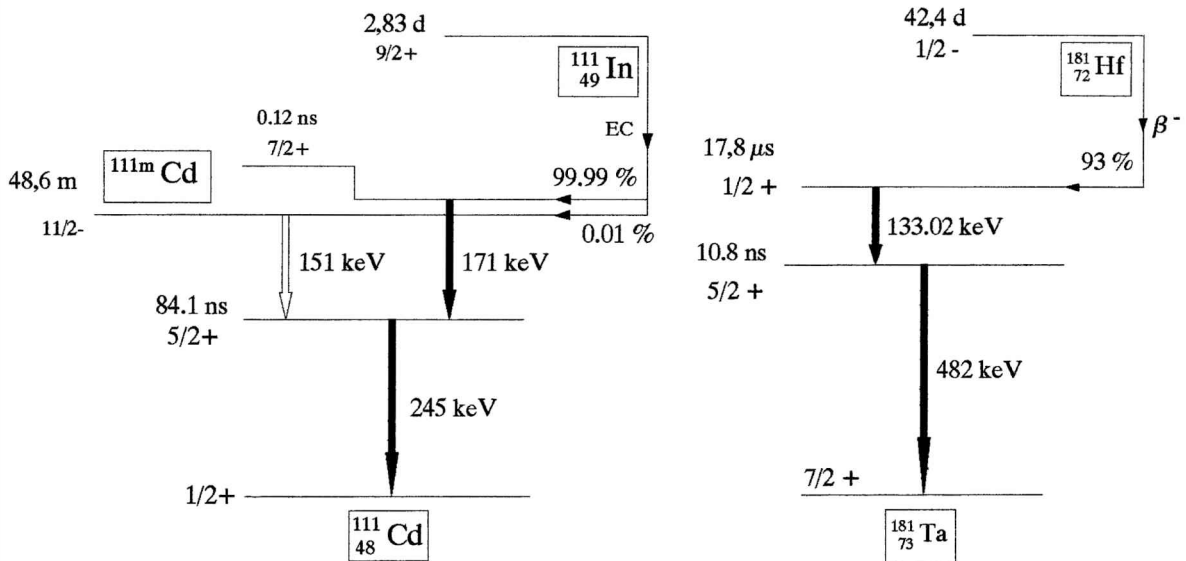 2,83 d
9/2+
111
49 In
EC
0.12 ns
7/2+
111m Cd
48,6 m
11/2-
99.99 %
0.01 %
151 keV
171 keV
84.1 ns
5/2+
245 keV
1/2+
111
48 Cd
42,4 d
1/2 -
181
72 Hf
β -
93 %
17,8 μs
1/2 +
133.02 keV
10.8 ns
5/2 +
482 keV
7/2 +
181
73 Ta